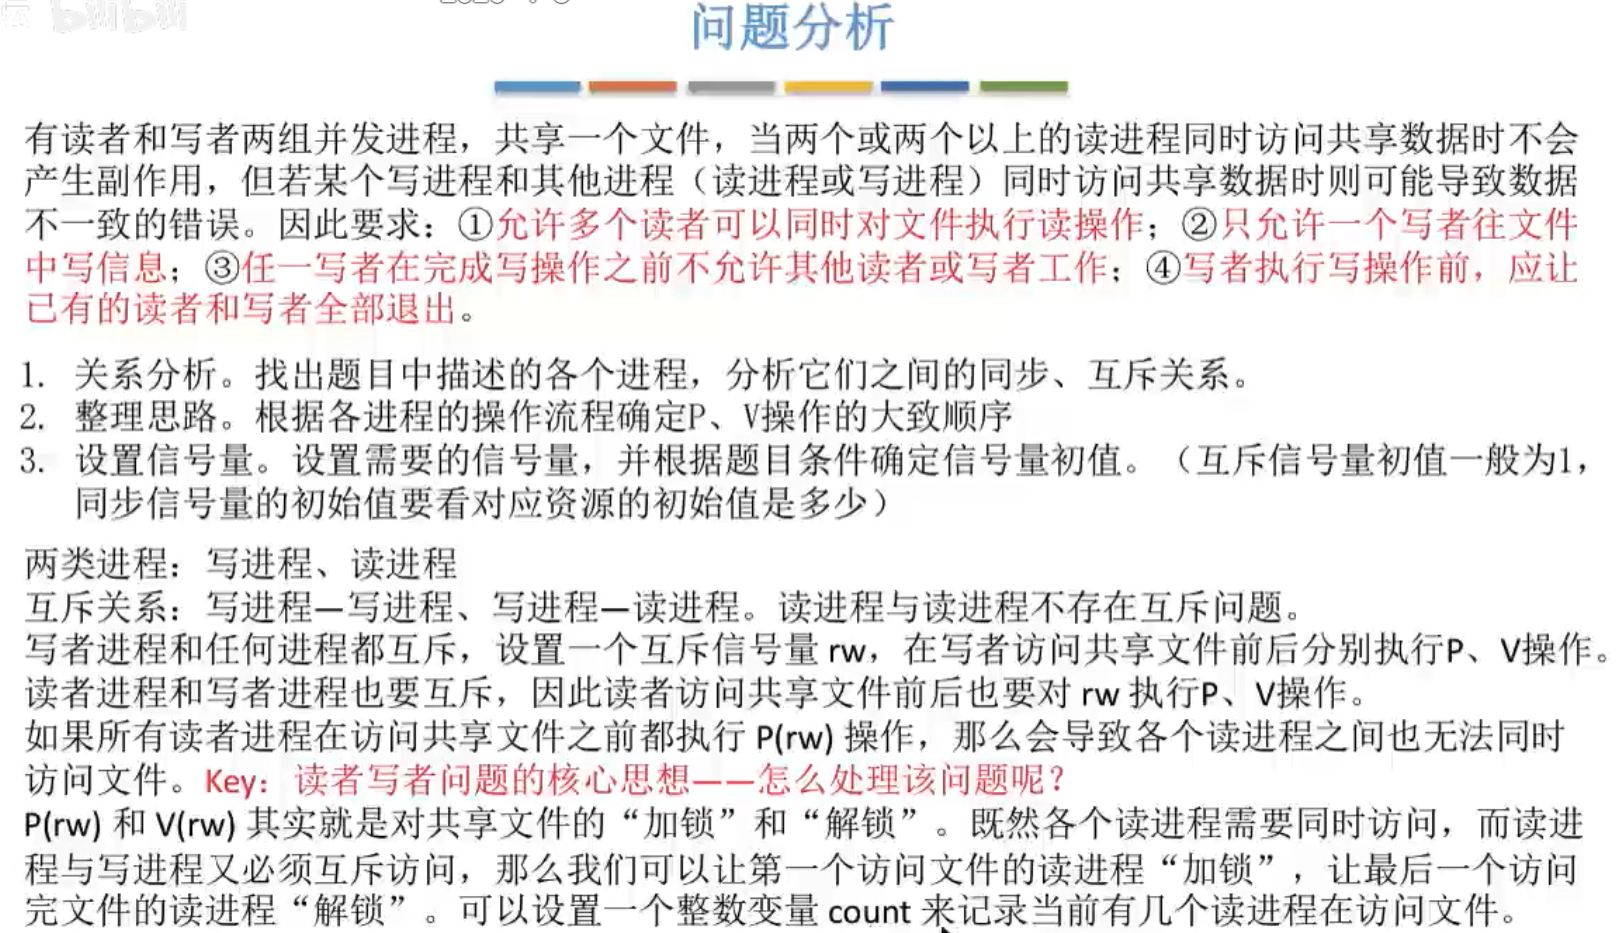 bilibili
问题分析
有读者和写者两组并发进程，共享一个文件，当两个或两个以上的读进程同时访问共享数据时不会
产生副作用，但若某个写进程和其他进程（读进程或写进程）同时访问共享数据时则可能导致数据
不一致的错误。因此要求：①允许多个读者可以同时对文件执行读操作；②只允许一个写者往文件
中写信息；③任一写者在完成写操作之前不允许其他读者或写者工作；④写者执行写操作前，应让
已有的读者和写者全部退出。
1. 关系分析。找出题目中描述的各个进程，分析它们之间的同步、互斥关系。
2. 整理思路。根据各进程的操作流程确定P、V操作的大致顺序
3. 设置信号量。设置需要的信号量，并根据题目条件确定信号量初值。（互斥信号量初值一般为1，
同步信号量的初始值要看对应资源的初始值是多少）
两类进程：写进程、读进程
互斥关系：写进程—写进程、写进程—读进程。读进程与读进程不存在互斥问题。
写者进程和任何进程都互斥，设置一个互斥信号量 rw，在写者访问共享文件前后分别执行P、V操作。
读者进程和写者进程也要互斥，因此读者访问共享文件前后也要对 rw 执行P、V操作。
如果所有读者进程在访问共享文件之前都执行 P(rw) 操作，那么会导致各个读进程之间也无法同时
访问文件。Key：读者写者问题的核心思想——怎么处理该问题呢？
P(rw) 和 V(rw) 其实就是对共享文件的“加锁”和“解锁”。既然各个读进程需要同时访问，而读进
程与写进程又必须互斥访问，那么我们可以让第一个访问文件的读进程“加锁”，让最后一个访问
完文件的读进程“解锁”。可以设置一个整数变量 count 来记录当前有几个读进程在访问文件。